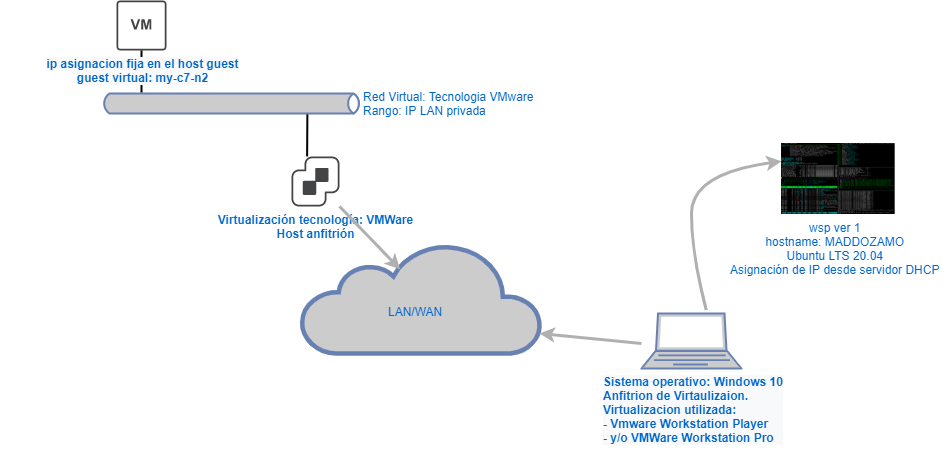 VM
ip asignacion fija en el host guest
guest virtual: my-c7-n2
Red Virtual: Tecnologia VMware
Rango: IP LAN privada
Virtualización tecnología: VMWare
Host anfitrión
LAN/WAN
wsp ver 1
hostname: MADDOZAMO
Ubuntu LTS 20.04
Asignación de IP desde servidor DHCP
Sistema operativo: Windows 10
Anfitrion de Virtaulizaion.
Virtualizacion utilizada:
- Vmware Workstation Player
- y/o VMWare Workstation Pro